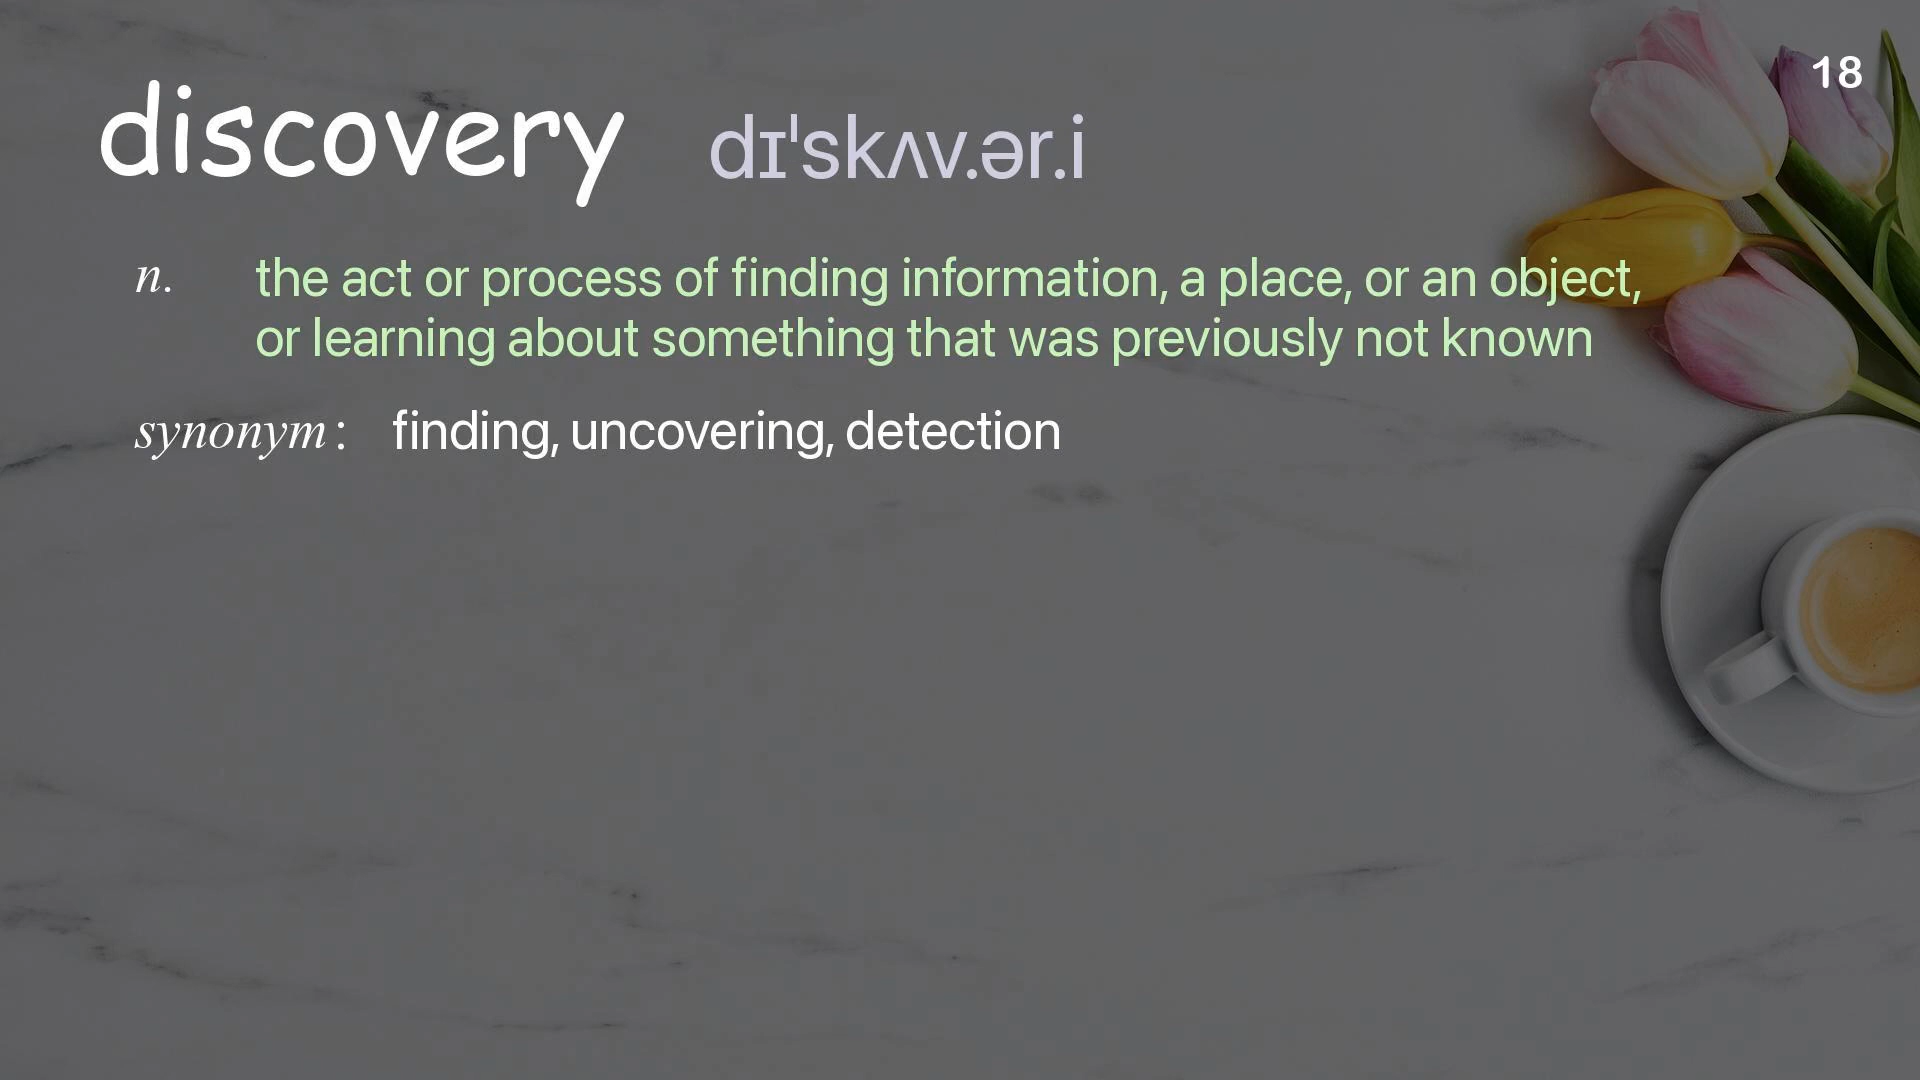 18
discovery dɪˈskʌv.ər.i
n. the act or process of finding information, a place, or an object,
or learning about something that was previously not known
synonym: finding, uncovering, detection